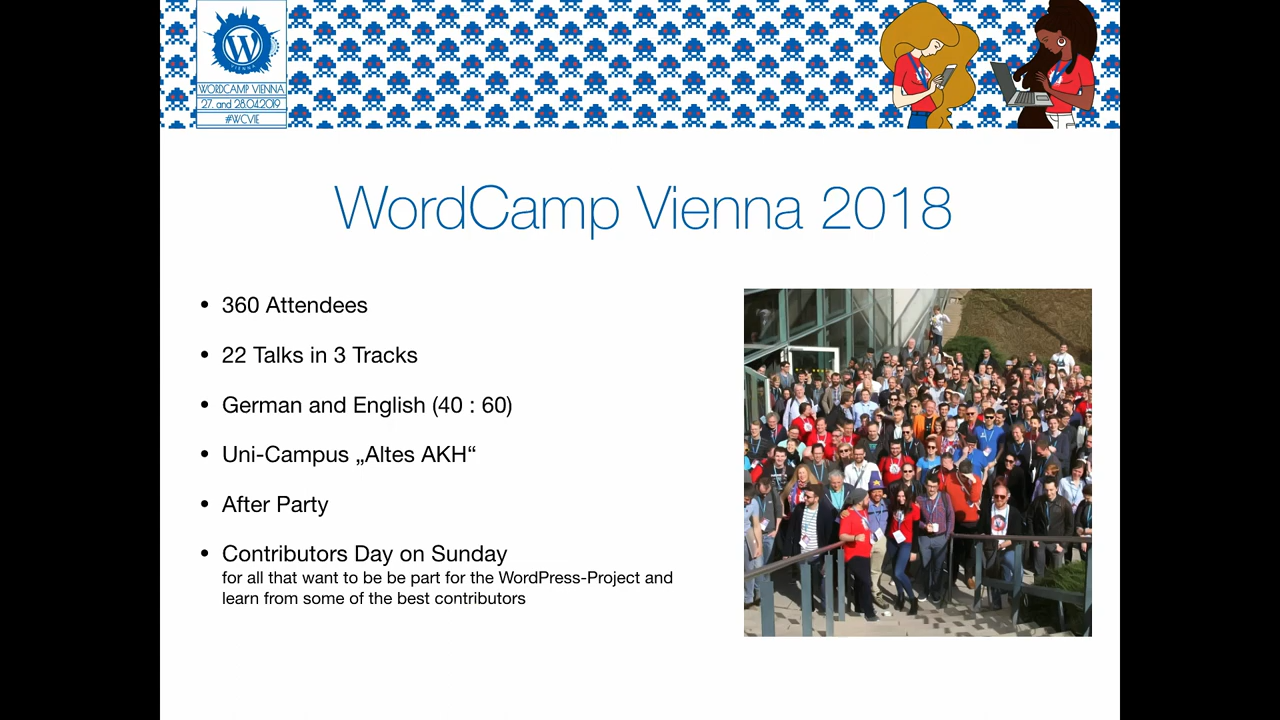 VIENNA
WORDCAMP VIENNA
27. and 28.04.2019
#WCVIE
WordCamp Vienna 2018
• 360 Attendees
• 22 Talks in 3 Tracks
• German and English (40 : 60)
• Uni-Campus „Altes AKH“
• After Party
• Contributors Day on Sunday
for all that want to be be part for the WordPress-Project and
learn from some of the best contributors